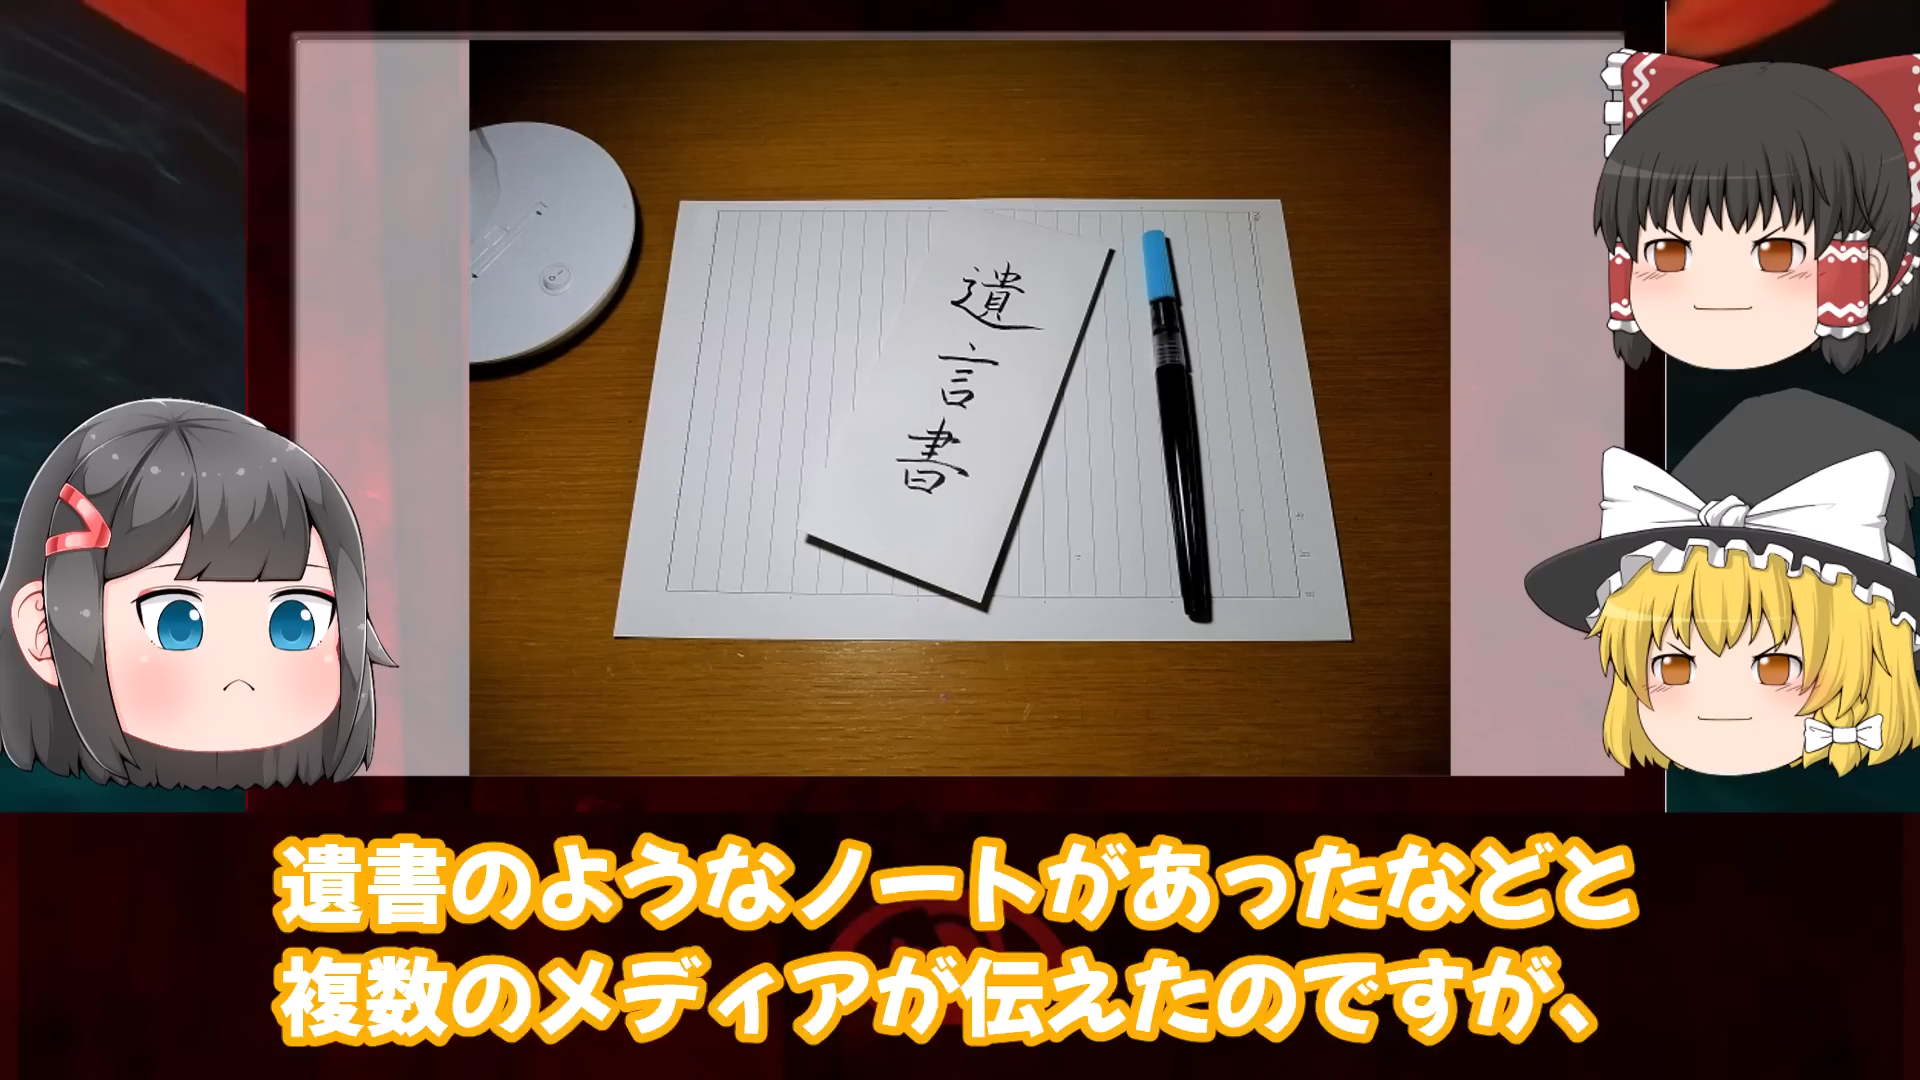 遺言書
遺書のようなノートがあったなどと
複数のメディアが伝えたのですが、